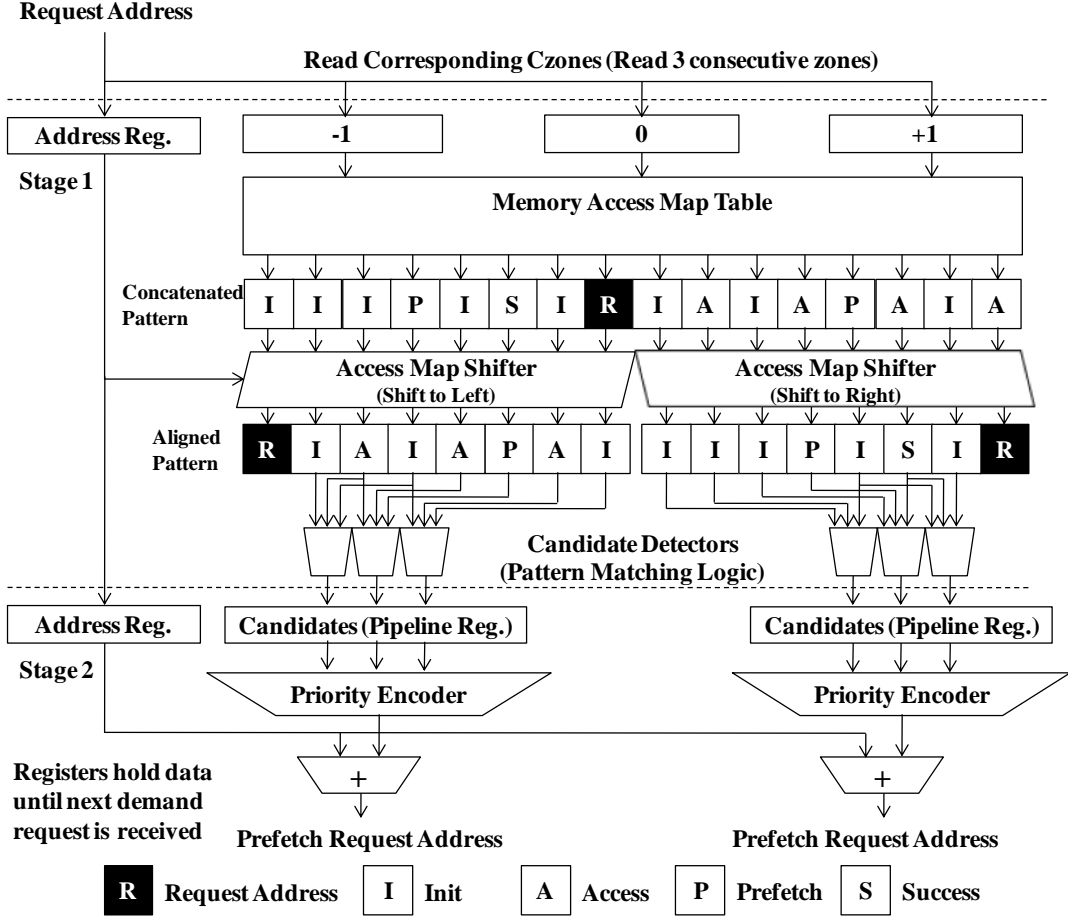 Request Address
Read Corresponding Czones (Read 3 consecutive zones)
Address Reg.
-1
0
+1
Stage 1
Memory Access Map Table
Concatenated
Pattern
I I I P I S I R I A I A P A I A
Access Map Shifter
(Shift to Left)
Access Map Shifter
(Shift to Right)
Aligned
Pattern
R I A I A P A I
I I I P I S I R
Candidate Detectors
(Pattern Matching Logic)
Address Reg.
Candidates (Pipeline Reg.)
Candidates (Pipeline Reg.)
Stage 2
Priority Encoder
Priority Encoder
+
+
Registers hold data
until next demand
request is received
Prefetch Request Address
Prefetch Request Address
R Request Address I Init A Access P Prefetch S Success